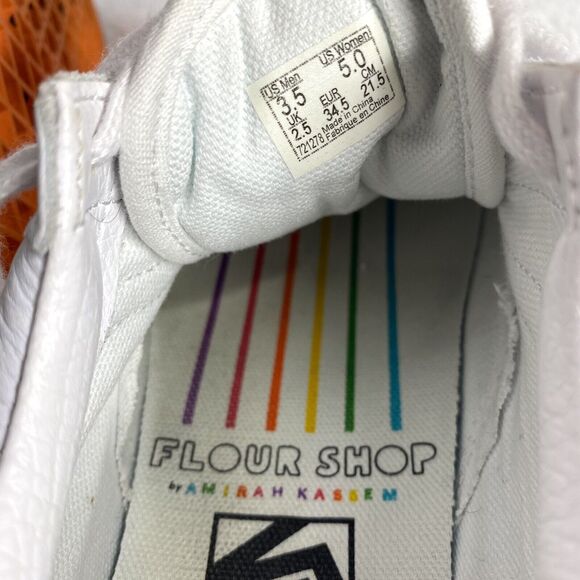 US Men
US Women
3.5
5.0
UK
EUR
CM
2.5
34.5
21.5
721278
Made in China
Fabriqué en Chine
FLOUR SHOP
by AMIRAH KASSEM